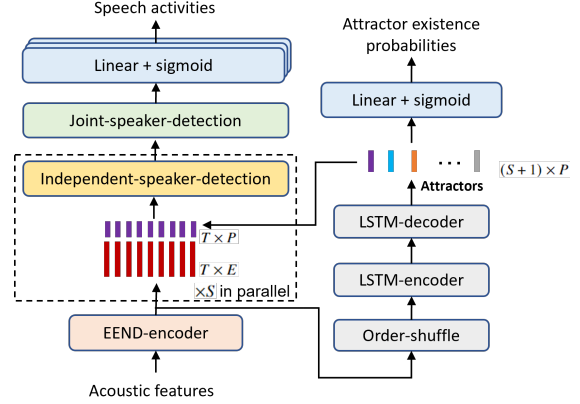 Speech activities
Linear + sigmoid
Joint-speaker-detection
Independent-speaker-detection
T × P
T × E
×S in parallel
EEND-encoder
Acoustic features
Attractor existence
probabilities
Linear + sigmoid
(S + 1) × P
Attractors
LSTM-decoder
LSTM-encoder
Order-shuffle